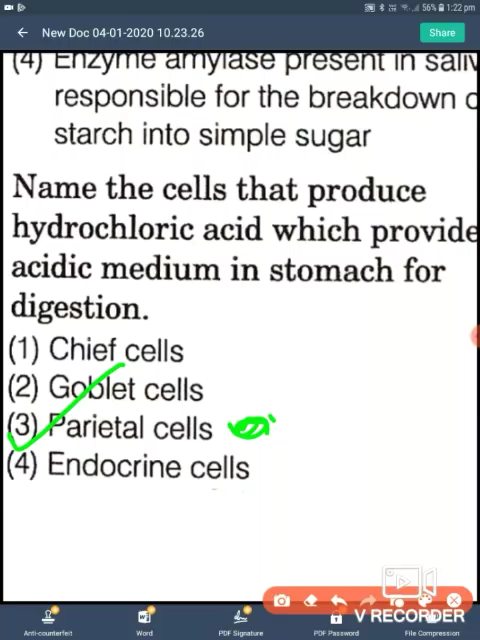 1:22 pm
56%
New Doc 04-01-2020 10.23.26
Share
(4) Enzyme amylase present in saliv
responsible for the breakdown o
starch into simple sugar
Name the cells that produce
hydrochloric acid which provide
acidic medium in stomach for
digestion.
(1) Chief cells
(2) Goblet cells
(3) Parietal cells
(4) Endocrine cells
V RECORDER
Anti-counterfeit
Word
PDF Signature
PDF Password
File Compression